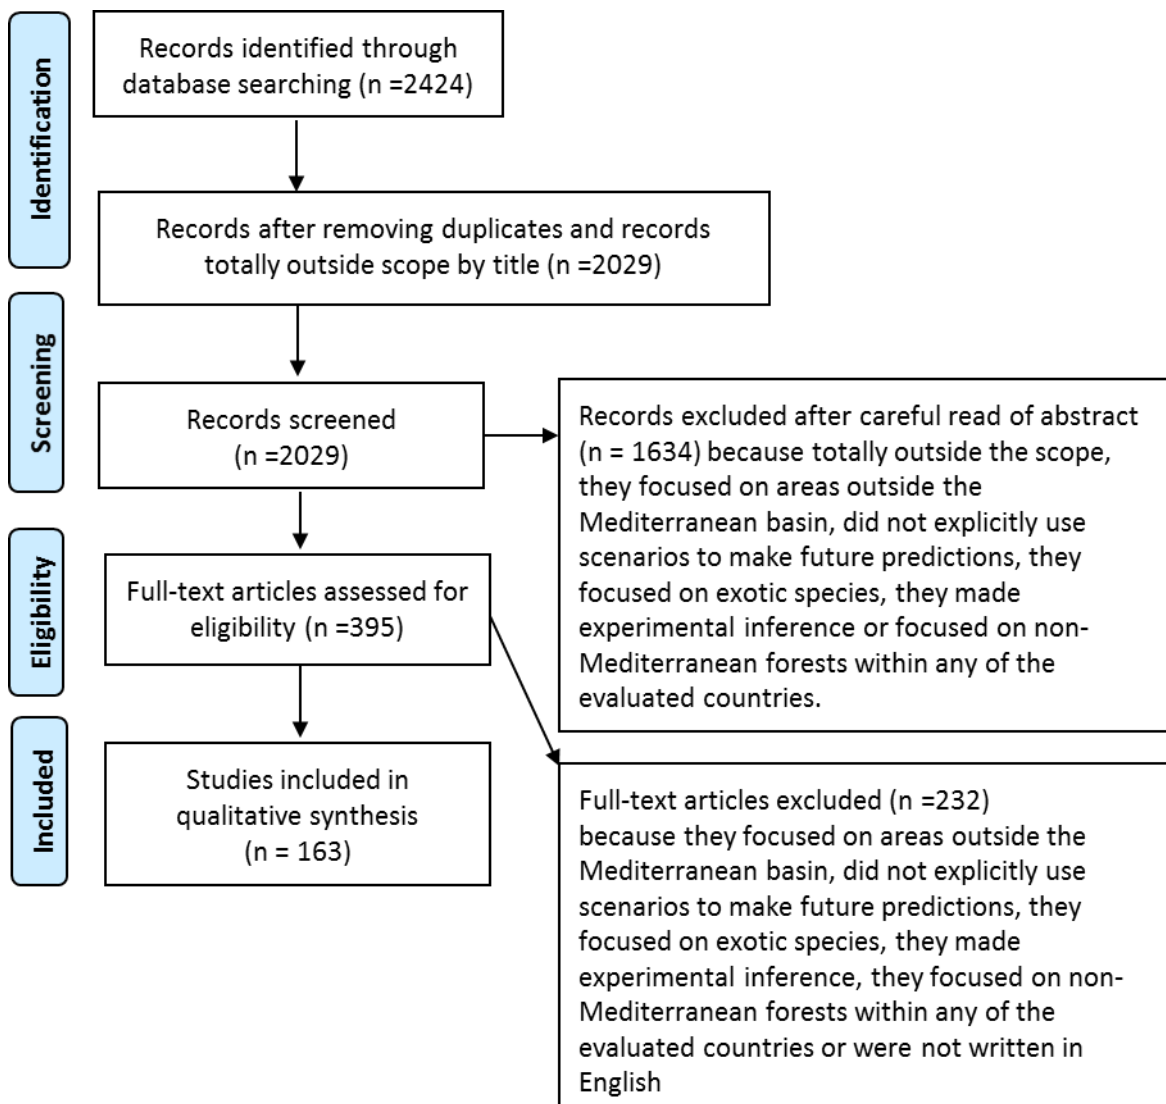 Identification
Records identified through
database searching (n =2424)
Records after removing duplicates and records
totally outside scope by title (n =2029)
Screening
Records screened
(n =2029)
Records excluded after careful read of abstract
(n = 1634) because totally outside the scope,
they focused on areas outside the
Mediterranean basin, did not explicitly use
scenarios to make future predictions, they
focused on exotic species, they made
experimental inference or focused on non-
Mediterranean forests within any of the
evaluated countries.
Eligibility
Full-text articles assessed for
eligibility (n =395)
Included
Studies included in
qualitative synthesis
(n = 163)
Full-text articles excluded (n =232)
because they focused on areas outside the
Mediterranean basin, did not explicitly use
scenarios to make future predictions, they
focused on exotic species, they made
experimental inference, they focused on non-
Mediterranean forests within any of the
evaluated countries or were not written in
English